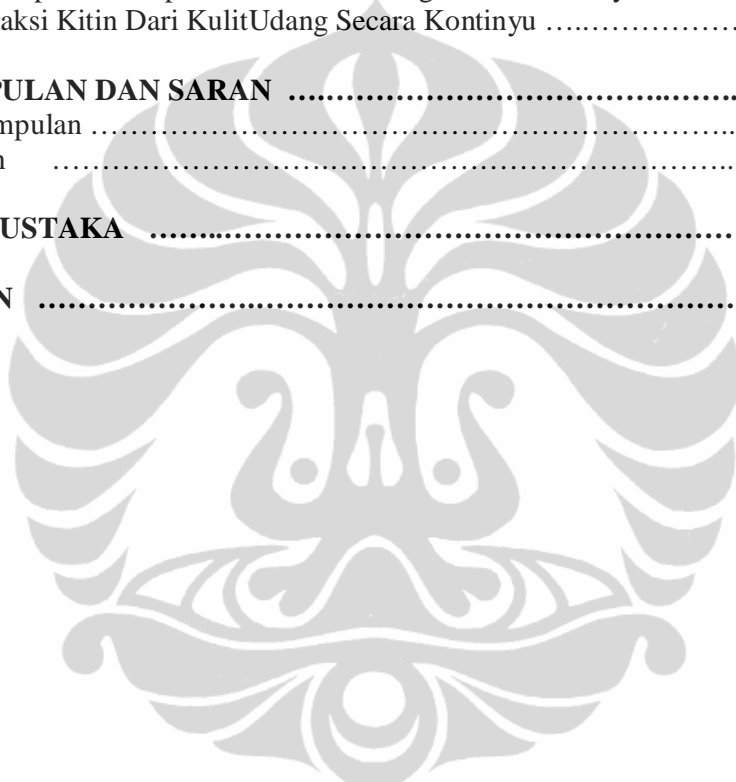 aksi Kitin Dari KulitUdang Secara Kontinyu ….……………
PULAN DAN SARAN ….……………………………..……..
mpulan ………………………………………………………..
n ……………………….…………………………………..
USTAKA ……..……………………………………………
N ………………………………………………………………